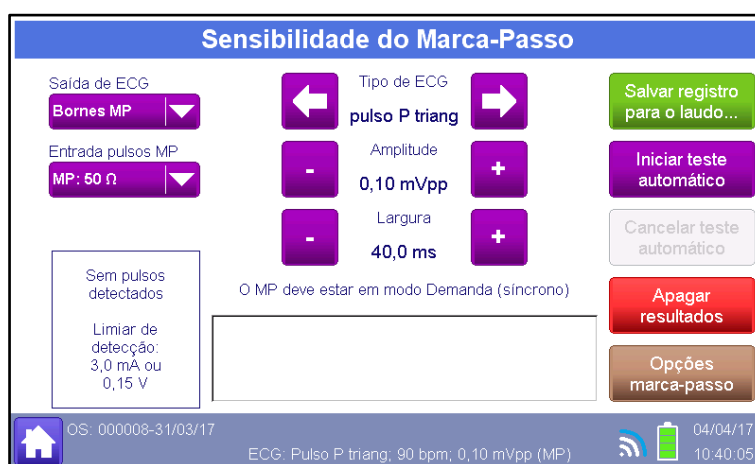 Sensibilidade do Marca-Passo
Saída de ECG
Bornes MP
Entrada pulsos MP
MP: 50 Ω
Sem pulsos
detectados
Limiar de
detecção:
3,0 mA ou
0,15 V
Tipo de ECG
pulso P triang
Amplitude
-
0,10 mVpp
+
Largura
-
40,0 ms
+
O MP deve estar em modo Demanda (síncrono)
Salvar registro
para o laudo...
Iniciar teste
automático
Cancelar teste
automático
Apagar
resultados
Opções
marca-passo
OS: 000008-31/03/17
ECG: Pulso P triang; 90 bpm; 0,10 mVpp (MP)
04/04/17
10:40:05